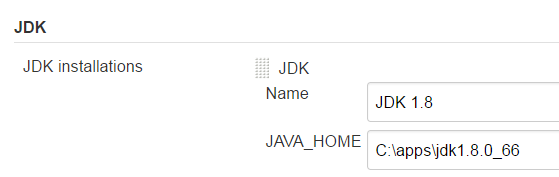 JDK
JDK installations
JDK
Name
JDK 1.8
JAVA_HOME
C:\apps\jdk1.8.0_66